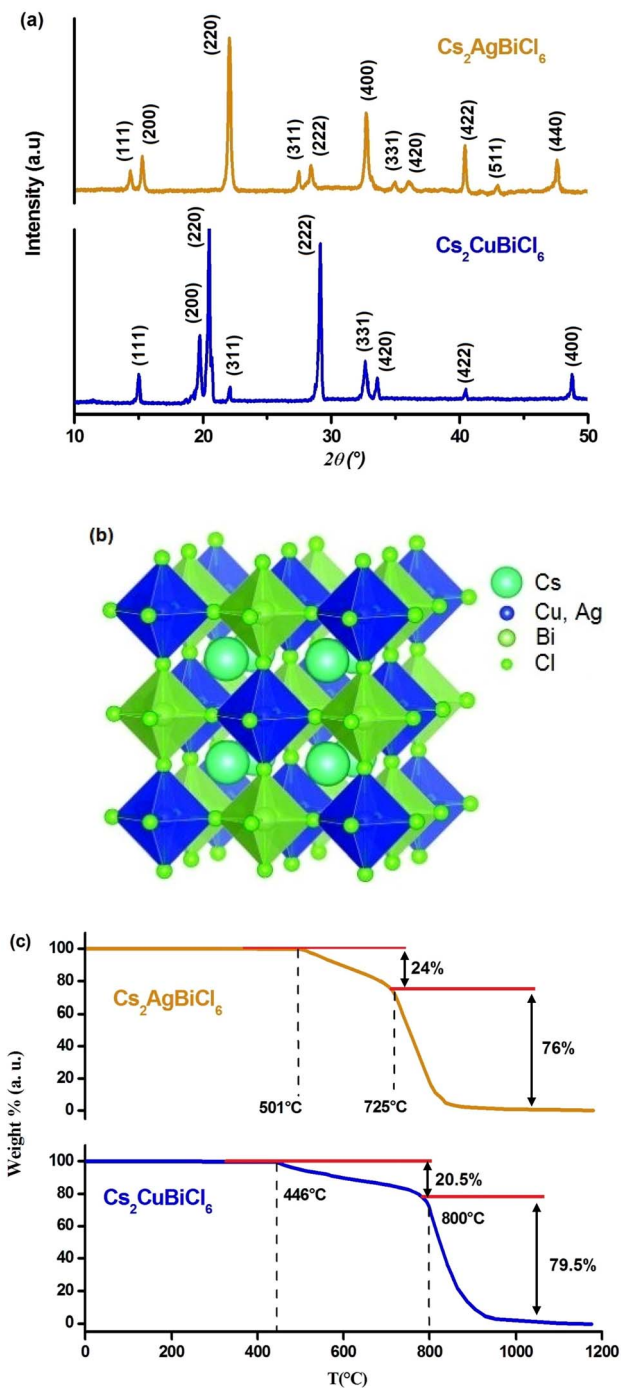 (a)
Cs2AgBiCl6
(111)
(200)
(220)
(311)
(222)
(400)
(331)
(420)
(422)
(511)
(440)
Cs2CuBiCl6
(111)
(200)
(220)
(311)
(222)
(331)
(420)
(422)
(400)
Intensity (a.u)
10 20 30 40 50
2θ (°)
(b)
Cs
Cu, Ag
Bi
Cl
(c)
100
80
60
40
20
0
Cs2AgBiCl6
24%
76%
501°C
725°C
100
80
60
40
20
0
Cs2CuBiCl6
20.5%
79.5%
446°C
800°C
Weight % (a. u.)
0 200 400 600 800 1000 1200
T(°C)